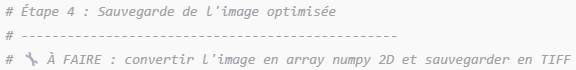 # Étape 4 : Sauvegarde de l'image optimisée
# ------------------------------------------------
# 🔧 À FAIRE : convertir l'image en array numpy 2D et sauvegarder en TIFF